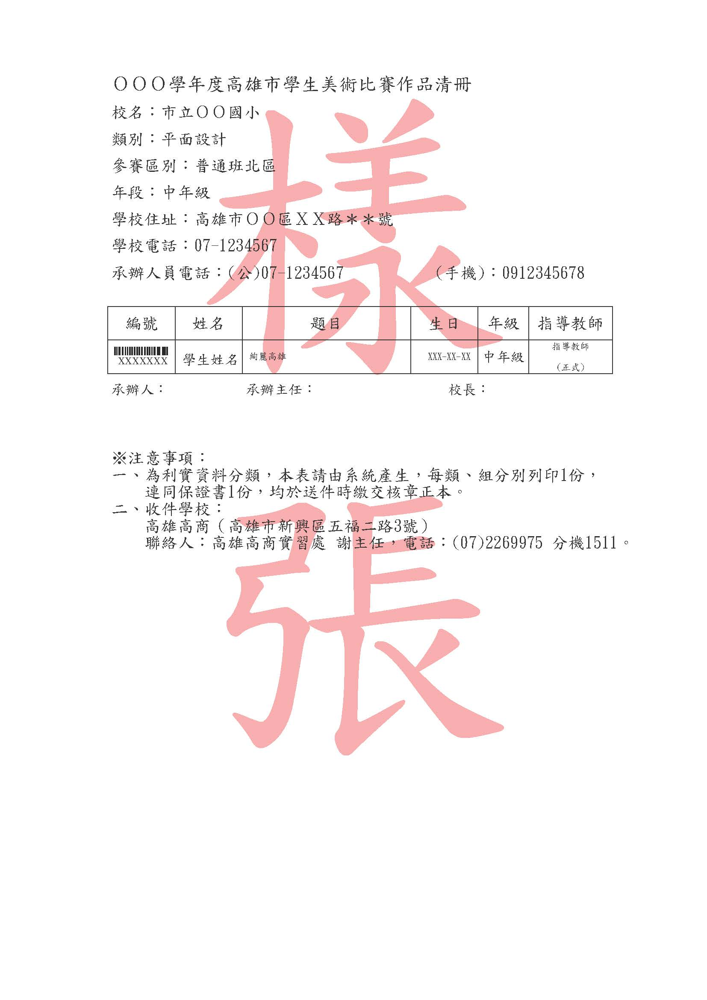 ○○○學年度高雄市學生美術比賽作品清冊
校名：市立○○國小
類別：平面設計
參賽區別：普通班北區
年段：中年級
學校住址：高雄市○○區ＸＸ路＊＊號
學校電話：07-1234567
承辦人員電話：(公)07-1234567 (手機)：0912345678
編號 姓名 題目 生日 年級 指導教師
XXXXXXX 學生姓名 絢麗高雄 XXX-XX-XX 中年級 指導教師
(正式)
承辦人： 承辦主任： 校長：
※注意事項：
一、為利實資料分類，本表請由系統產生，每類、組分別列印1份，
連同保證書1份，均於送件時繳交核章正本。
二、收件學校：
高雄高商（高雄市新興區五福二路3號）
聯絡人：高雄高商實習處 謝主任，電話：(07)2269975 分機1511。
樣
張